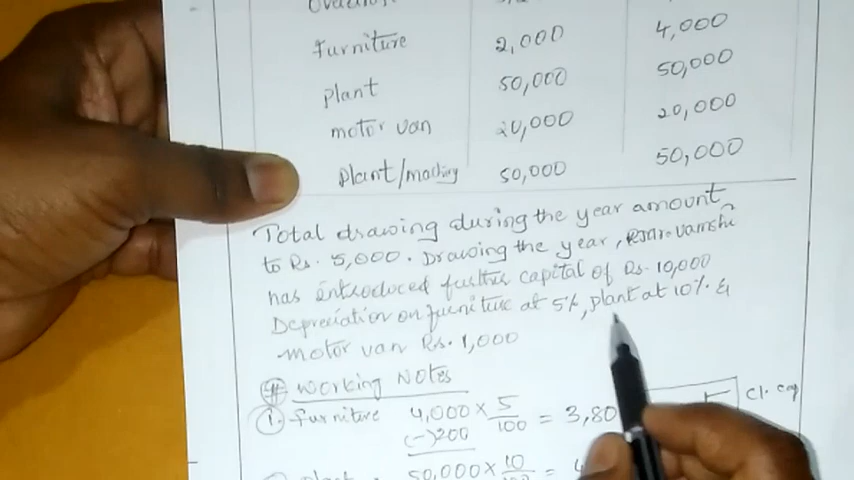 furniture 2,000 4,000
plant 50,000 50,000
motor van 20,000 20,000
plant/machiny 50,000 50,000
Total drawing during the year amount
to Rs. 5,000. Drawing the year,
has introduced further capital of Rs. 10,000
Depreciation on furniture at 5%, plant at 10% &
motor van Rs. 1,000
# Working Notes
1. furniture 4,000 × 5/100 = 3,80
(-) 200
50,000 × 10
Cl. cap